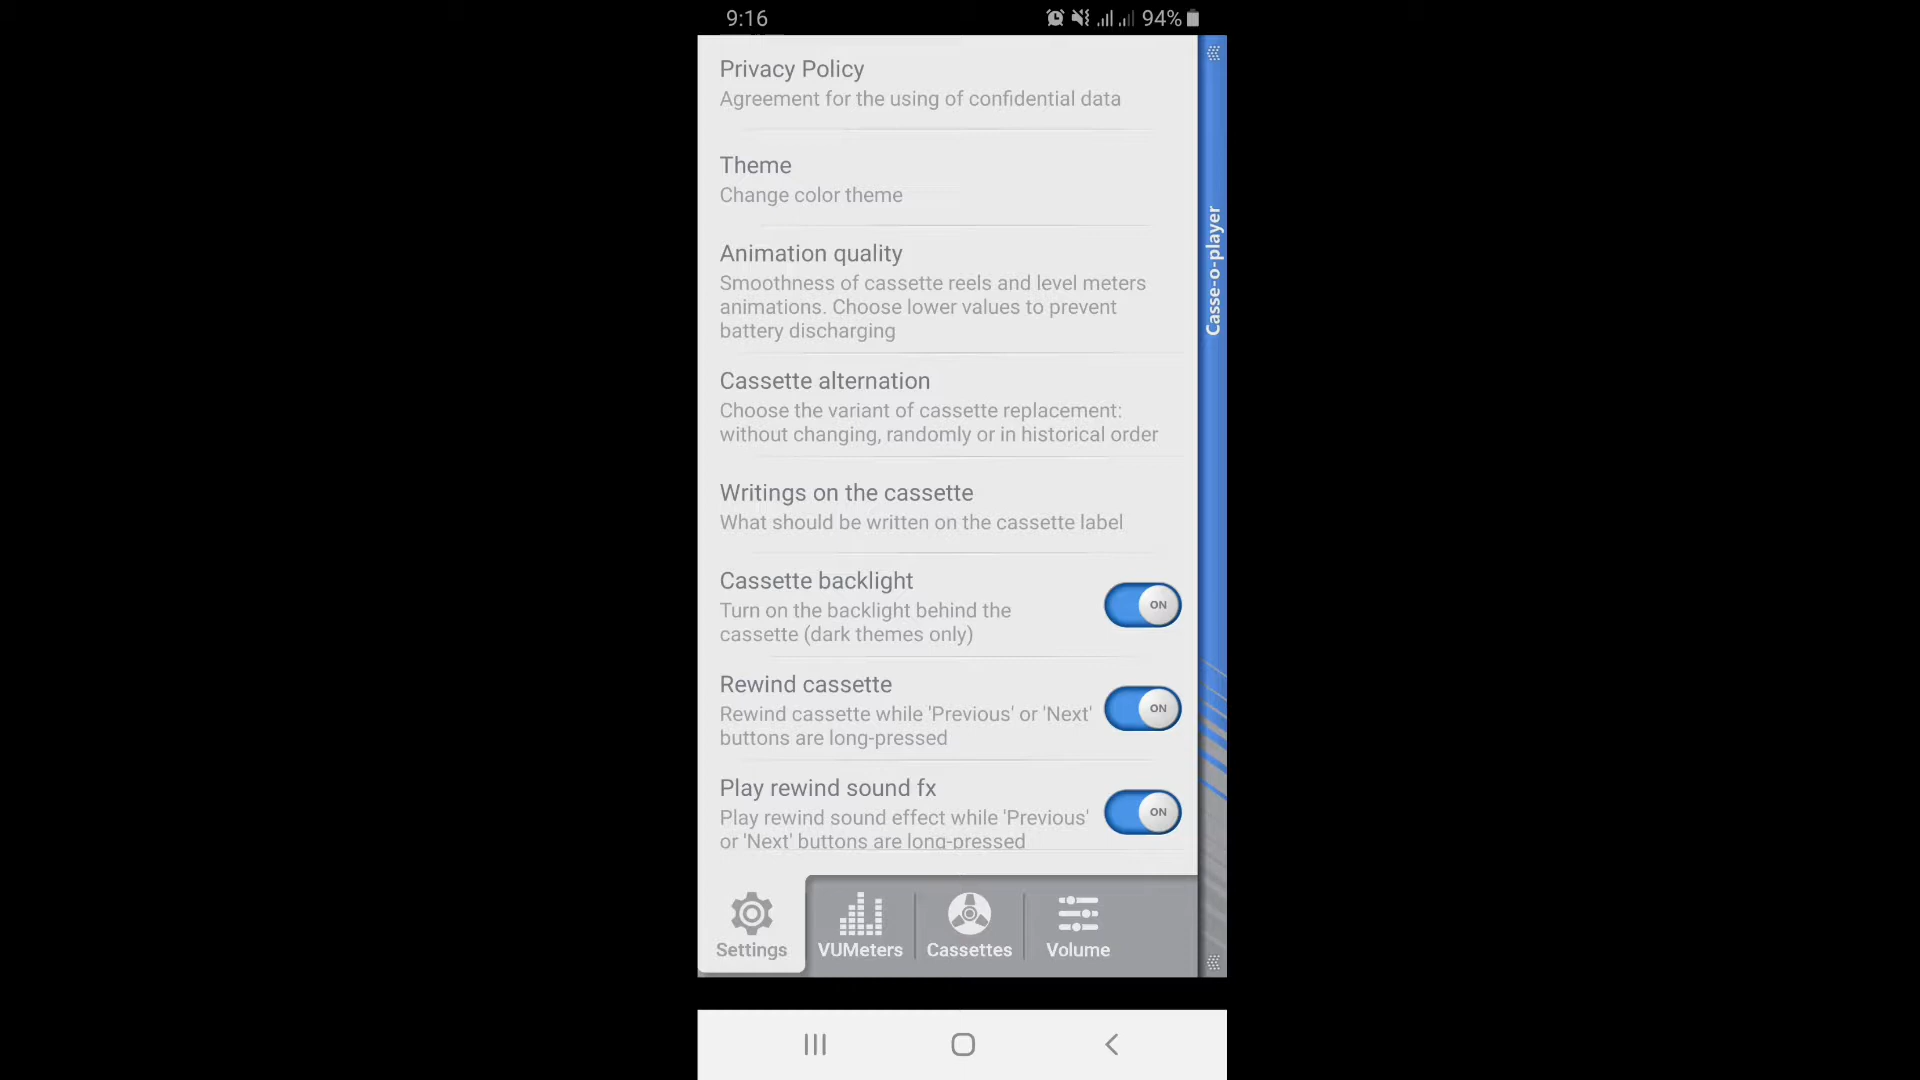 9:16
94%
Privacy Policy
Agreement for the using of confidential data
Theme
Change color theme
Animation quality
Smoothness of cassette reels and level meters
animations. Choose lower values to prevent
battery discharging
Cassette alternation
Choose the variant of cassette replacement:
without changing, randomly or in historical order
Writings on the cassette
What should be written on the cassette label
Cassette backlight
Turn on the backlight behind the
cassette (dark themes only)
ON
Rewind cassette
Rewind cassette while 'Previous' or 'Next'
buttons are long-pressed
ON
Play rewind sound fx
Play rewind sound effect while 'Previous'
or 'Next' buttons are long-pressed
ON
Settings
VUMeters
Cassettes
Volume
Casse-o-player